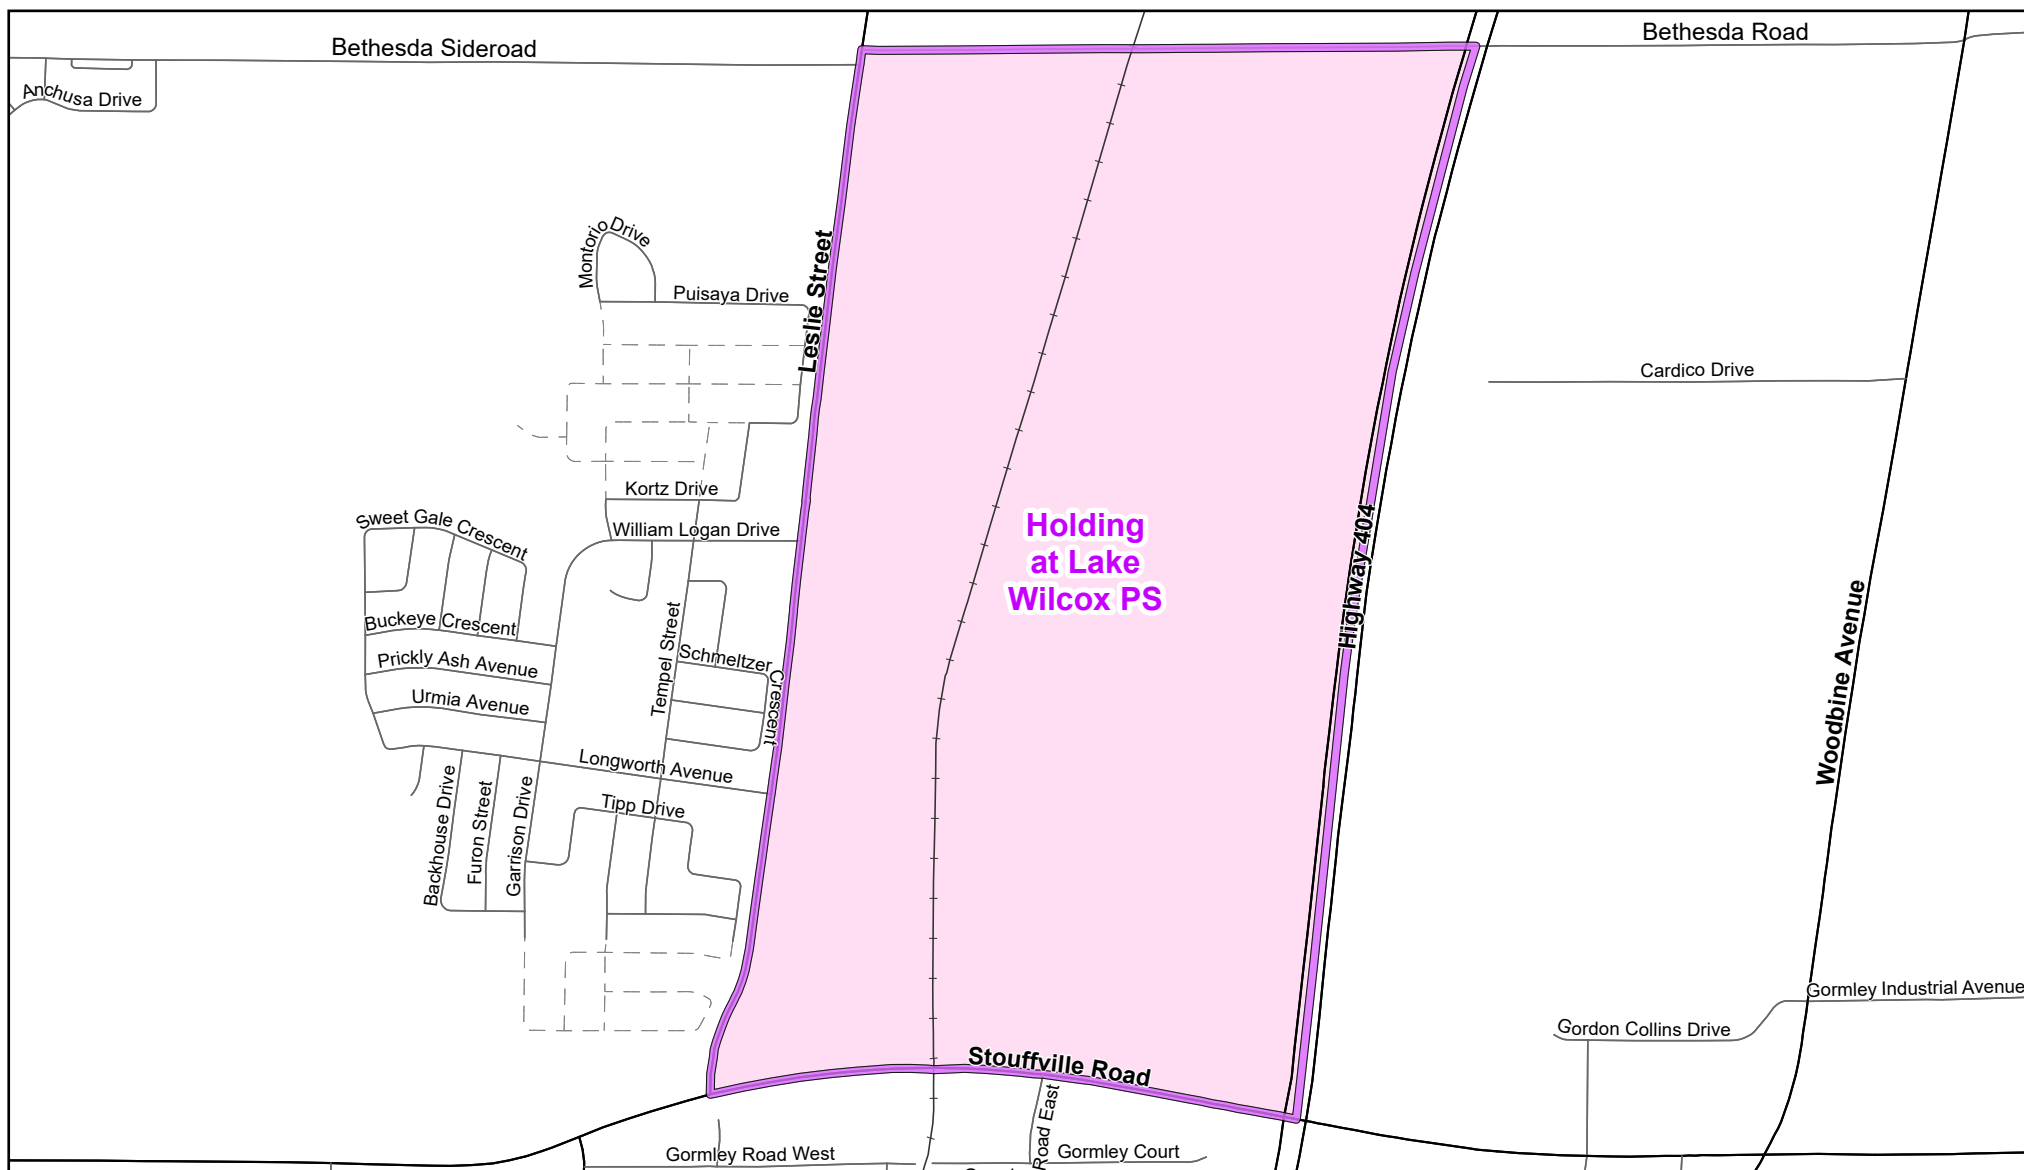 Bethesda Sideroad
Bethesda Road
Anchusa Drive
Montorio Drive
Puisaya Drive
Leslie Street
Cardico Drive
Kortz Drive
William Logan Drive
Sweet Gale Crescent
Holding
at Lake
Wilcox PS
Highway 404
Buckeye Crescent
Prickly Ash Avenue
Urmia Avenue
Tempel Street
Schmeltzer Crescent
Woodbine Avenue
Longworth Avenue
Tipp Drive
Backhouse Drive
Furon Street
Garrison Drive
Gormley Industrial Avenue
Gordon Collins Drive
Stouffville Road
Road East
Gormley Road West
Gormley Court